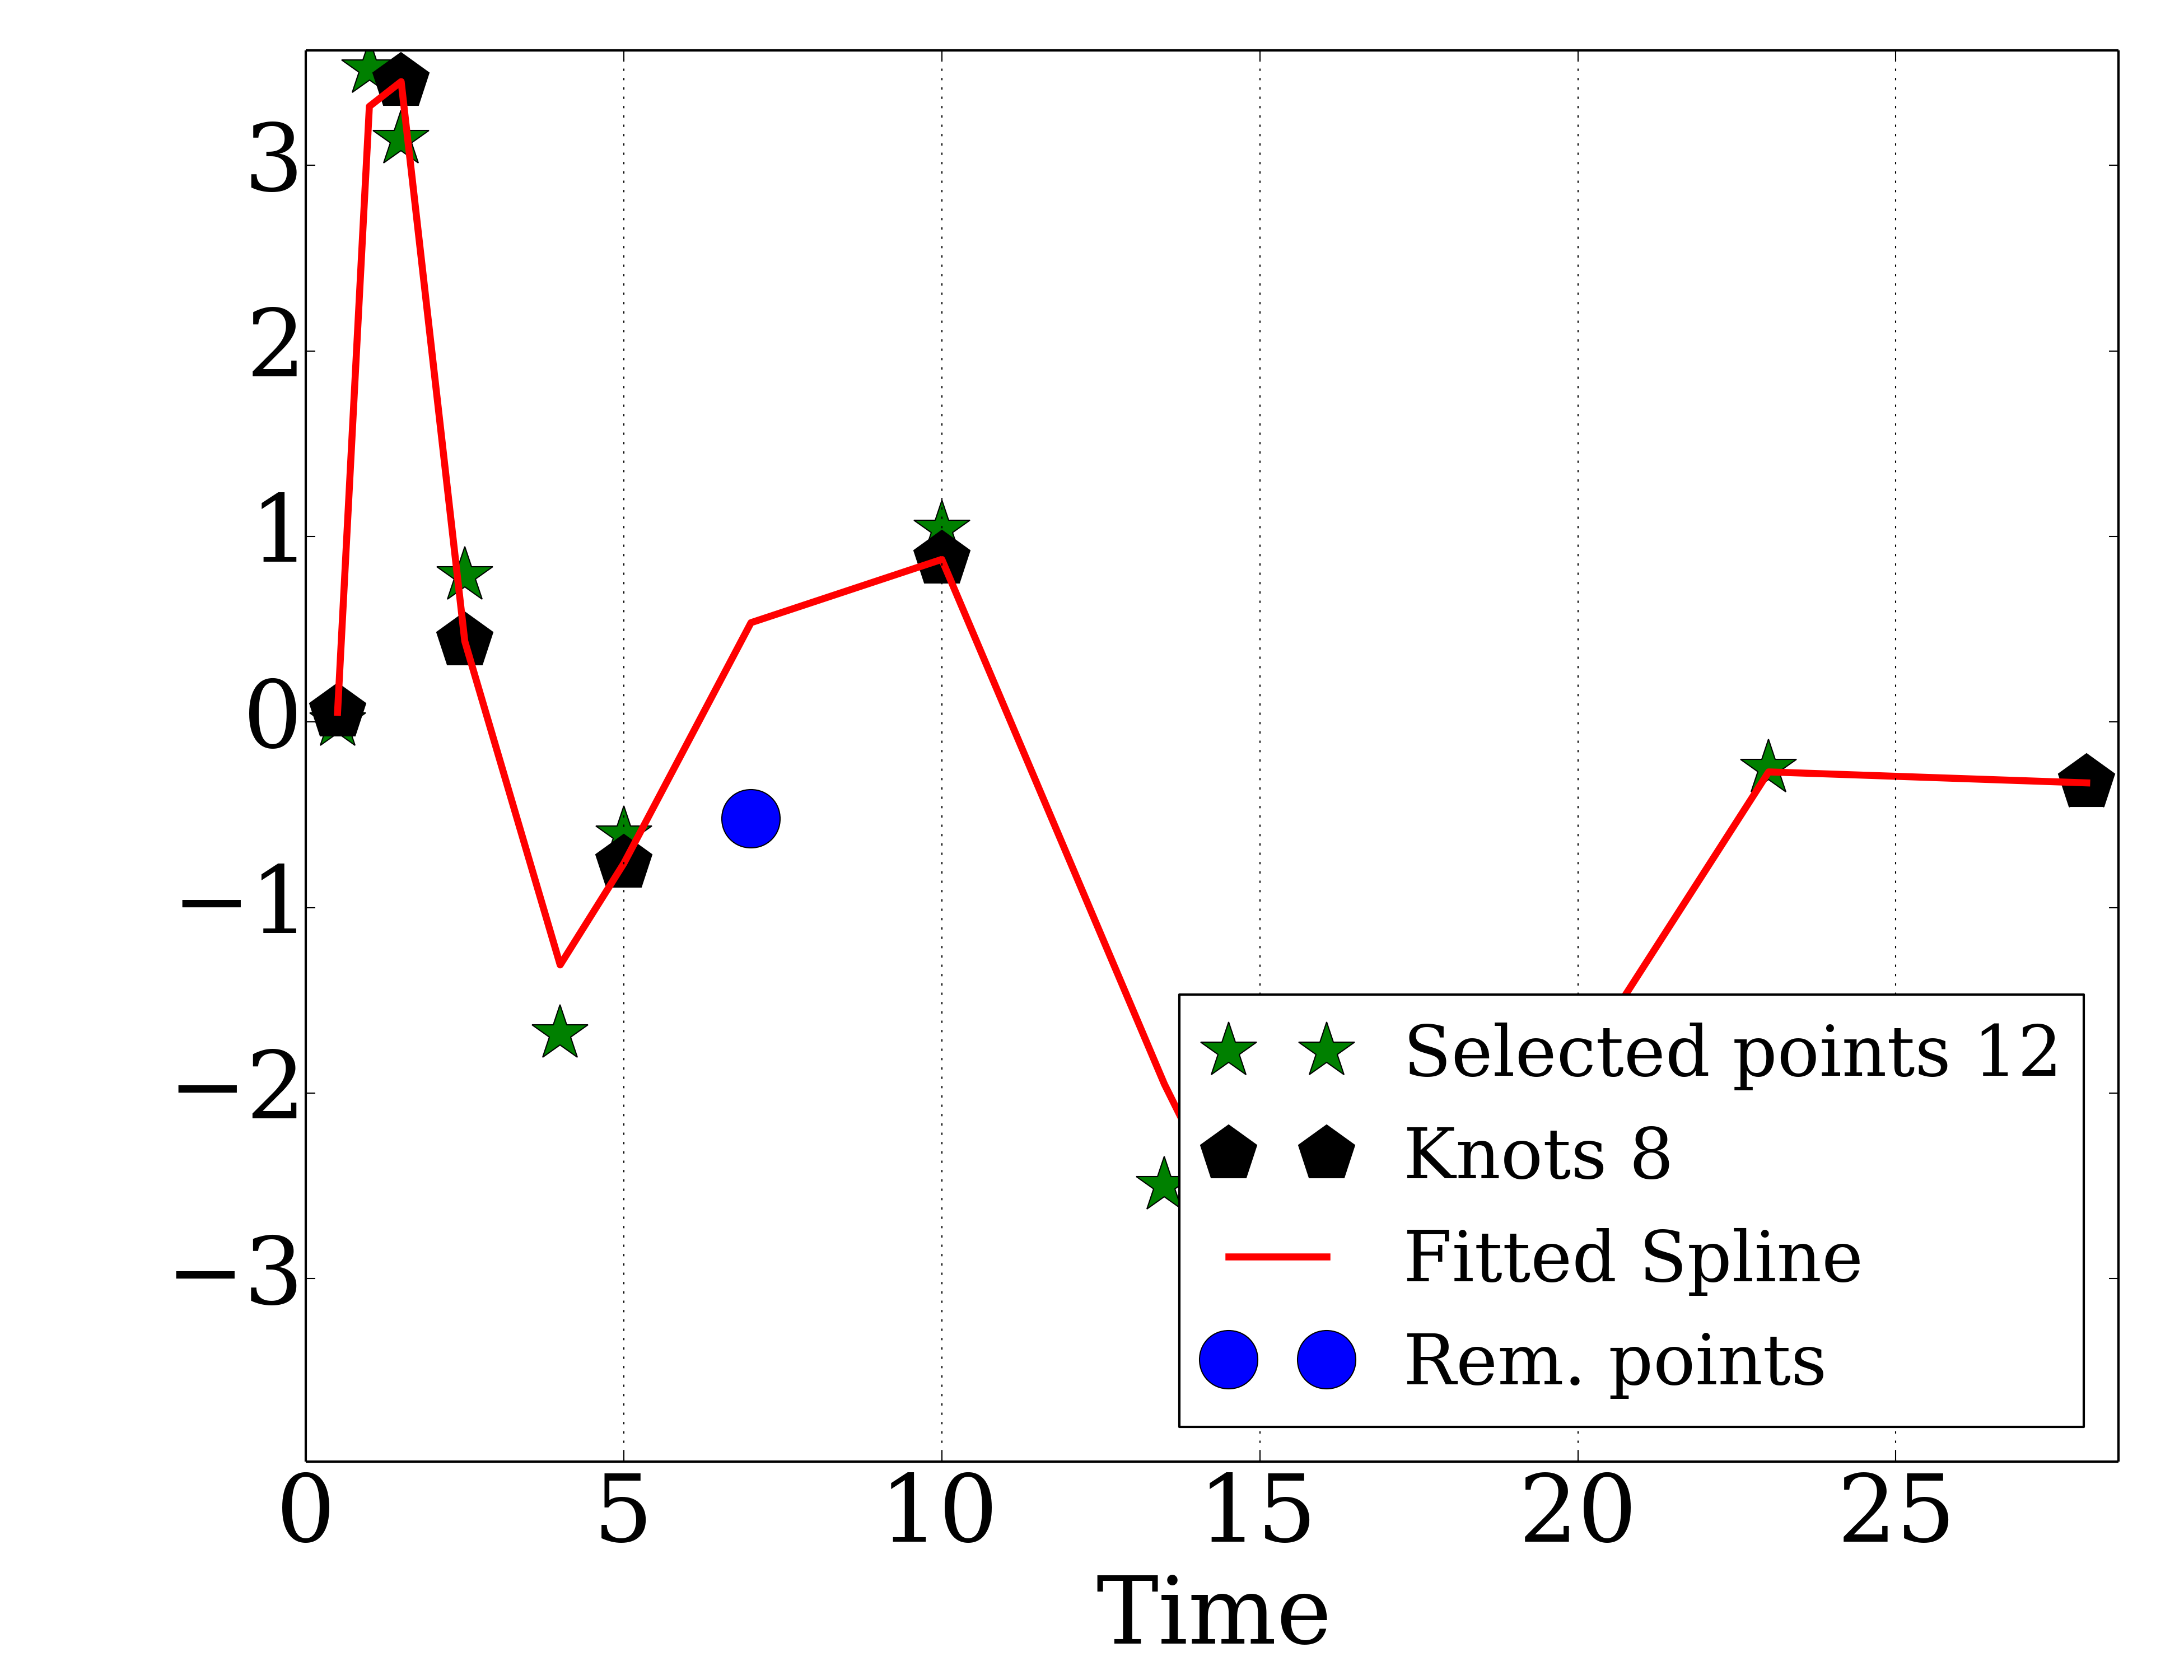 3
2
1
0
−1
−2
−3
Selected points 12
Knots 8
Fitted Spline
Rem. points
0 5 10 15 20 25
Time